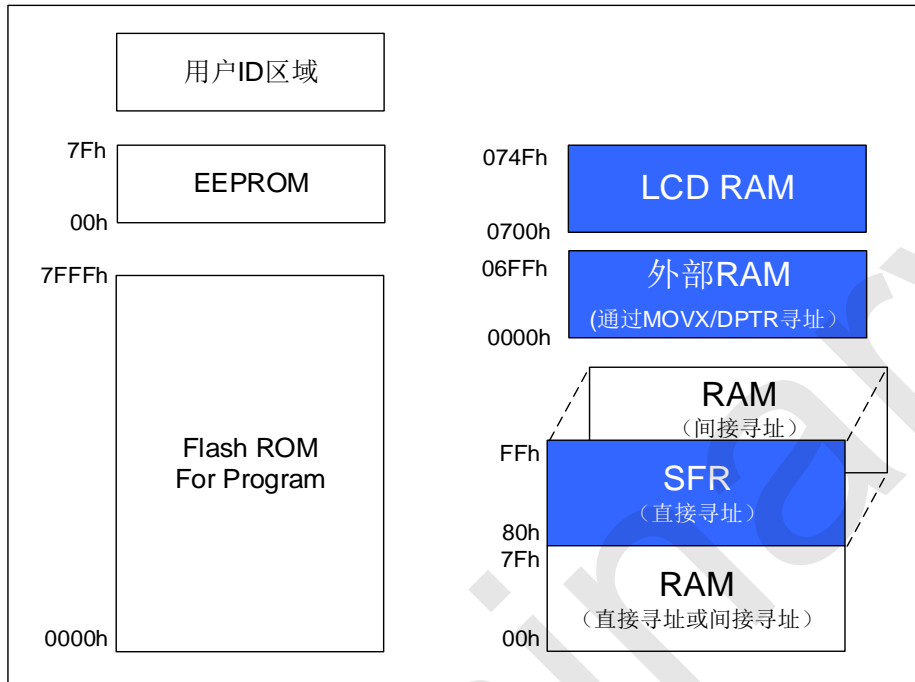 用户ID区域
7Fh
EEPROM
00h
7FFFh
Flash ROM
For Program
0000h
074Fh
LCD RAM
0700h
06FFh
外部RAM
(通过MOVX/DPTR寻址）
0000h
RAM
（间接寻址）
FFh
SFR
（直接寻址）
80h
7Fh
RAM
（直接寻址或间接寻址）
00h